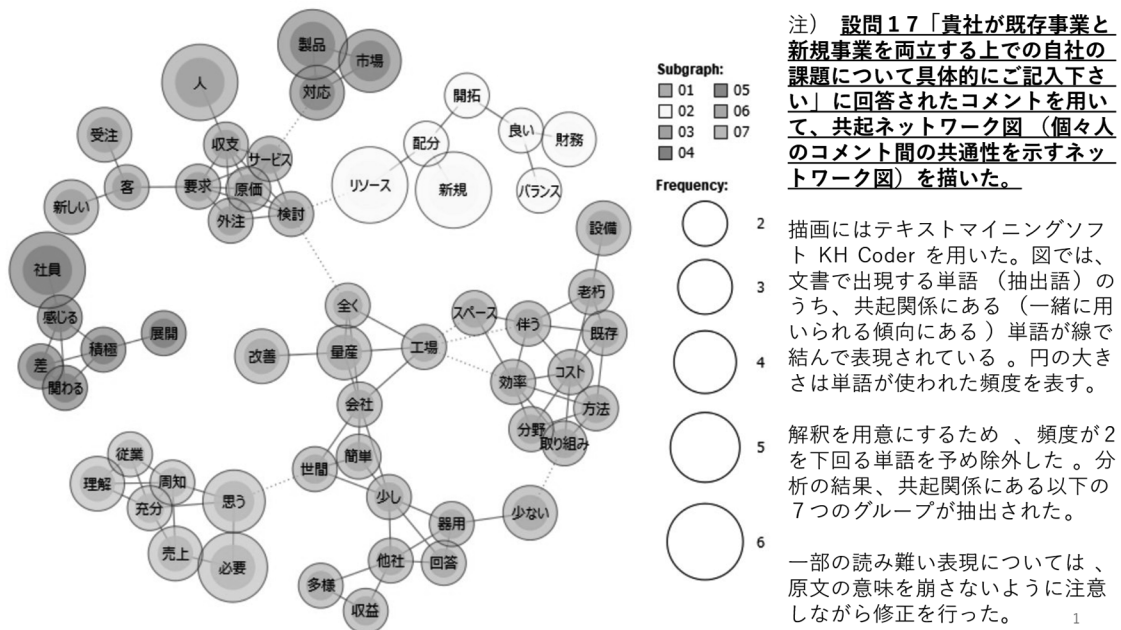 製品
市場
対応
人
開拓
受注
収支
良い
財務
サービス
配分
客
要求
原価
リソース
新規
バランス
新しい
外注
検討
設備
社員
老朽
全く
スペース
伴う
既存
感じる
展開
積極
改善
量産
工場
差
効率
コスト
関わる
会社
方法
分野
取り組み
従業
簡単
世間
理解
周知
思う
少し
充分
器用
少ない
売上
必要
他社
回答
多様
収益
Subgraph:
01 05
02 06
03 07
04
Frequency:
2
3
4
5
6
注） 設問１７「貴社が既存事業と
新規事業を両立する上での自社の
課題について具体的にご記入下さ
い」に回答されたコメントを用い
て、共起ネットワーク図 （個々人
のコメント間の共通性を示すネッ
トワーク図）を描いた。
描画にはテキストマイニングソフ
ト KH Coder を用いた。図では、
文書で出現する単語 （抽出語）の
うち、共起関係にある （一緒に用
いられる傾向にある ）単語が線で
結んで表現されている 。円の大き
さは単語が使われた頻度を表す。
解釈を用意にするため 、頻度が２
を下回る単語を予め除外した 。分
析の結果、共起関係にある以下の
７つのグループが抽出された。
一部の読み難い表現については 、
原文の意味を崩さないように注意
しながら修正を行った。
1